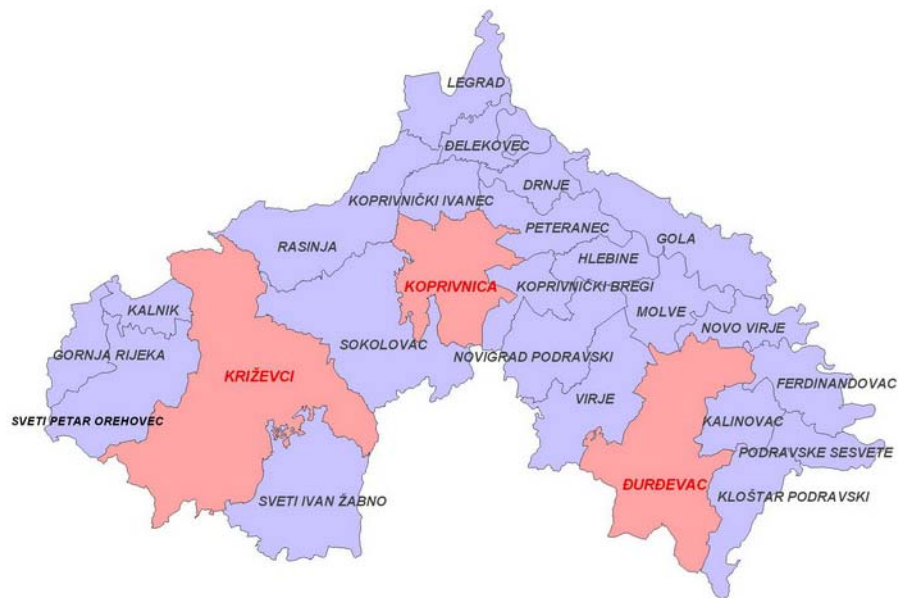 LEGRAD
ĐELEKOVEC
DRNJE
KOPRIVNIČKI IVANEC
PETERANEC
GOLA
RASINJA
HLEBINE
KOPRIVNICA
KOPRIVNIČKI BREGI
KALNIK
MOLVE
NOVO VIRJE
SOKOLOVAC
GORNJA RIJEKA
NOVIGRAD PODRAVSKI
KRIŽEVCI
FERDINANDOVAC
VIRJE
SVETI PETAR OREHOVEC
KALINOVAC
PODRAVSKE SESVETE
ĐURĐEVAC
KLOŠTAR PODRAVSKI
SVETI IVAN ŽABNO